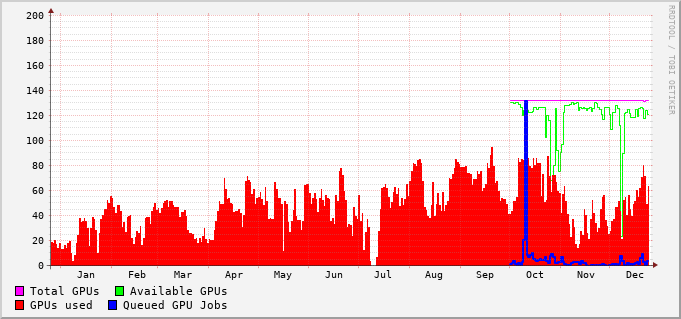 RRDTOOL / TOBI OETIKER
200
180
160
140
120
100
80
60
40
20
0
Jan Feb Mar Apr May Jun Jul Aug Sep Oct Nov Dec
Total GPUs Available GPUs
GPUs used Queued GPU Jobs